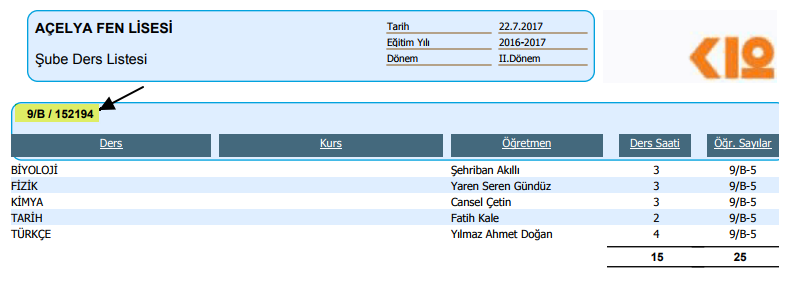 AÇELYA FEN LİSESİ
Şube Ders Listesi
Tarih 22.7.2017
Eğitim Yılı 2016-2017
Dönem II.Dönem
K12
9/B / 152194
Ders Kurs Öğretmen Ders Saati Öğr. Sayılar
BİYOLOJİ Şehriban Akıllı 3 9/B-5
FİZİK Yaren Seren Gündüz 3 9/B-5
KİMYA Cansel Çetin 3 9/B-5
TARİH Fatih Kale 2 9/B-5
TÜRKÇE Yılmaz Ahmet Doğan 4 9/B-5
15 25